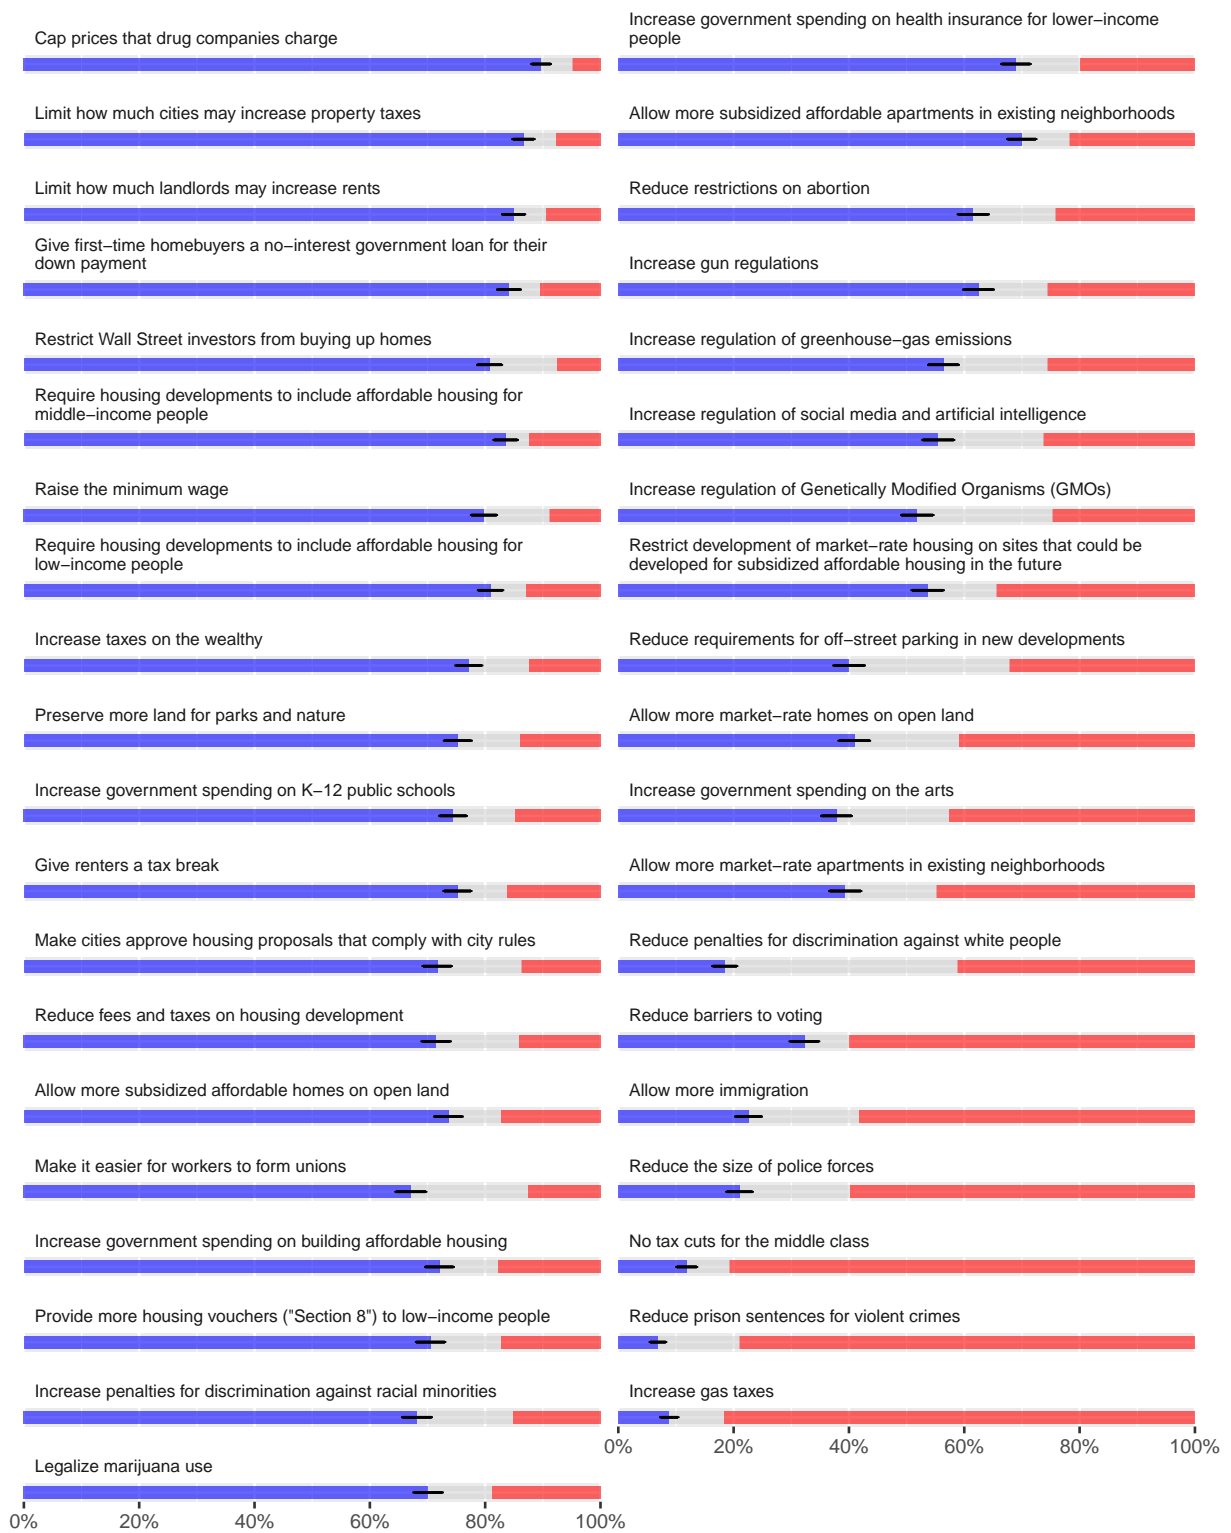 Cap prices that drug companies charge
Limit how much cities may increase property taxes
Limit how much landlords may increase rents
Give first−time homebuyers a no−interest government loan for their
down payment
Restrict Wall Street investors from buying up homes
Require housing developments to include affordable housing for
middle−income people
Raise the minimum wage
Require housing developments to include affordable housing for
low−income people
Increase taxes on the wealthy
Preserve more land for parks and nature
Increase government spending on K−12 public schools
Give renters a tax break
Make cities approve housing proposals that comply with city rules
Reduce fees and taxes on housing development
Allow more subsidized affordable homes on open land
Make it easier for workers to form unions
Increase government spending on building affordable housing
Provide more housing vouchers ("Section 8") to low−income people
Increase penalties for discrimination against racial minorities
Legalize marijuana use
0% 20% 40% 60% 80% 100%
Increase government spending on health insurance for lower−income
people
Allow more subsidized affordable apartments in existing neighborhoods
Reduce restrictions on abortion
Increase gun regulations
Increase regulation of greenhouse−gas emissions
Increase regulation of social media and artificial intelligence
Increase regulation of Genetically Modified Organisms (GMOs)
Restrict development of market−rate housing on sites that could be
developed for subsidized affordable housing in the future
Reduce requirements for off−street parking in new developments
Allow more market−rate homes on open land
Increase government spending on the arts
Allow more market−rate apartments in existing neighborhoods
Reduce penalties for discrimination against white people
Reduce barriers to voting
Allow more immigration
Reduce the size of police forces
No tax cuts for the middle class
Reduce prison sentences for violent crimes
Increase gas taxes
0% 20% 40% 60% 80% 100%